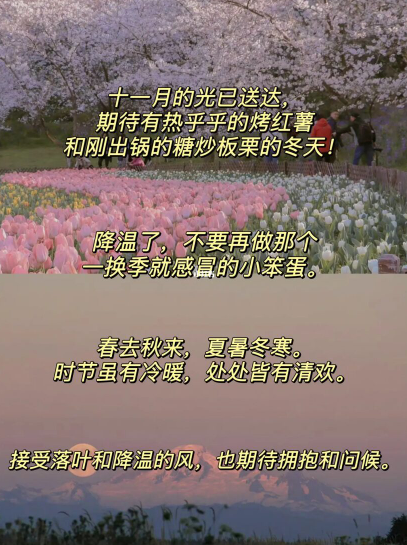 十一月的光已送达，
期待有热乎乎的烤红薯
和刚出锅的糖炒板栗的冬天！
降温了，不要再做那个
一换季就感冒的小笨蛋。
春去秋来，夏暑冬寒。
时节虽有冷暖，处处皆有清欢。
接受落叶和降温的风，也期待拥抱和问候。